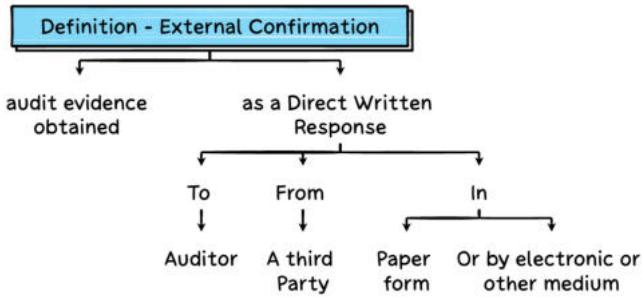 Definition - External Confirmation
audit evidence
obtained
as a Direct Written
Response
To
From
In
Auditor
A third
Party
Paper
form
Or by electronic or
other medium